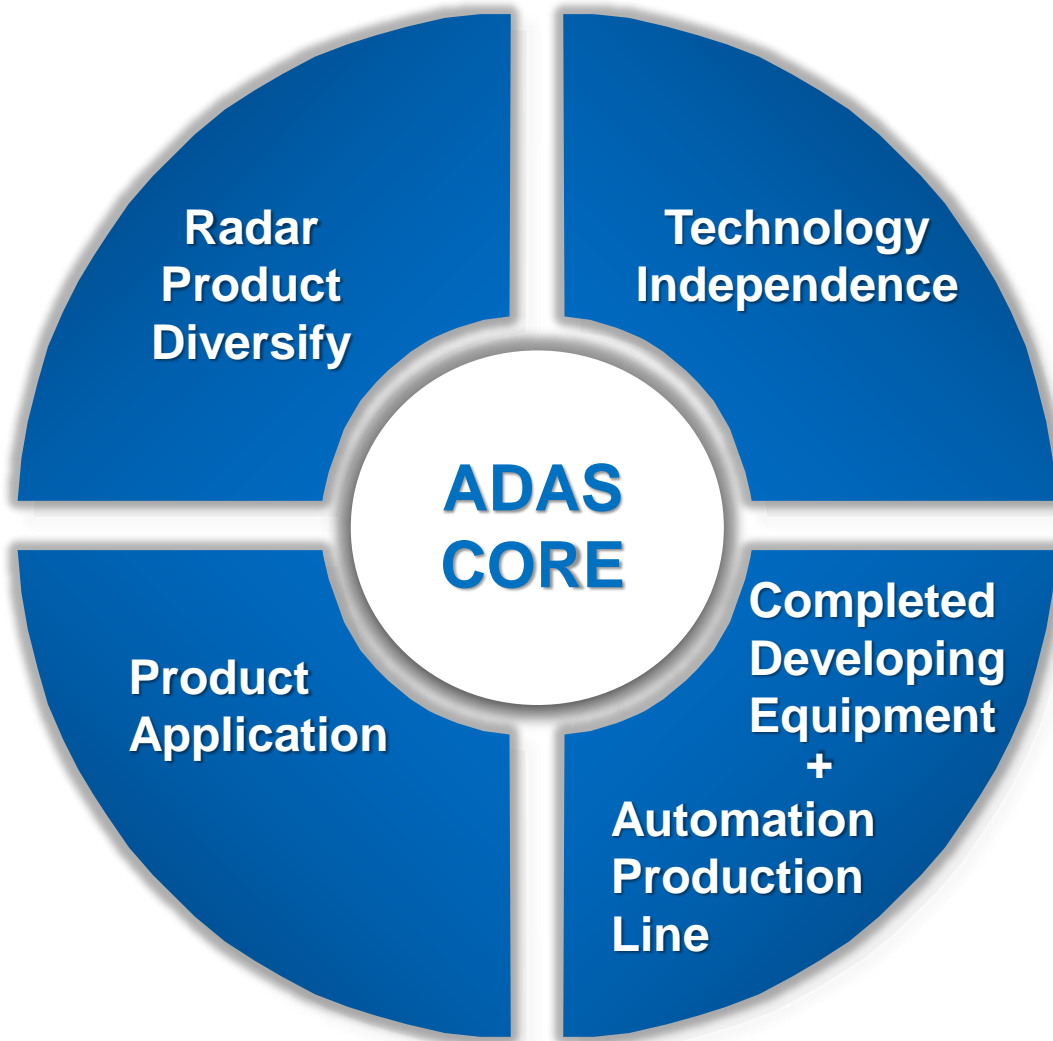 Radar
Product
Diversify
Technology
Independence
ADAS
CORE
Product
Application
Completed
Developing
Equipment
+
Automation
Production
Line